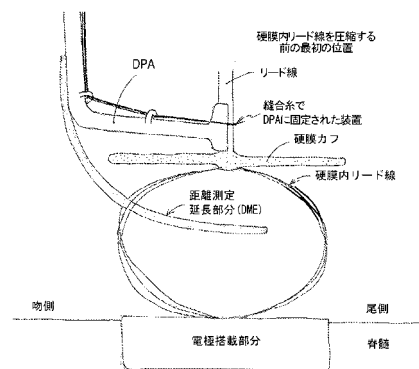 硬膜内リード線を圧縮する
前の最初の位置
リード線
DPA
縫合糸で
DPAに固定された装置
硬膜カフ
硬膜内リード線
距離測定
延長部分(DME)
吻側
尾側
電極搭載部分
脊髄